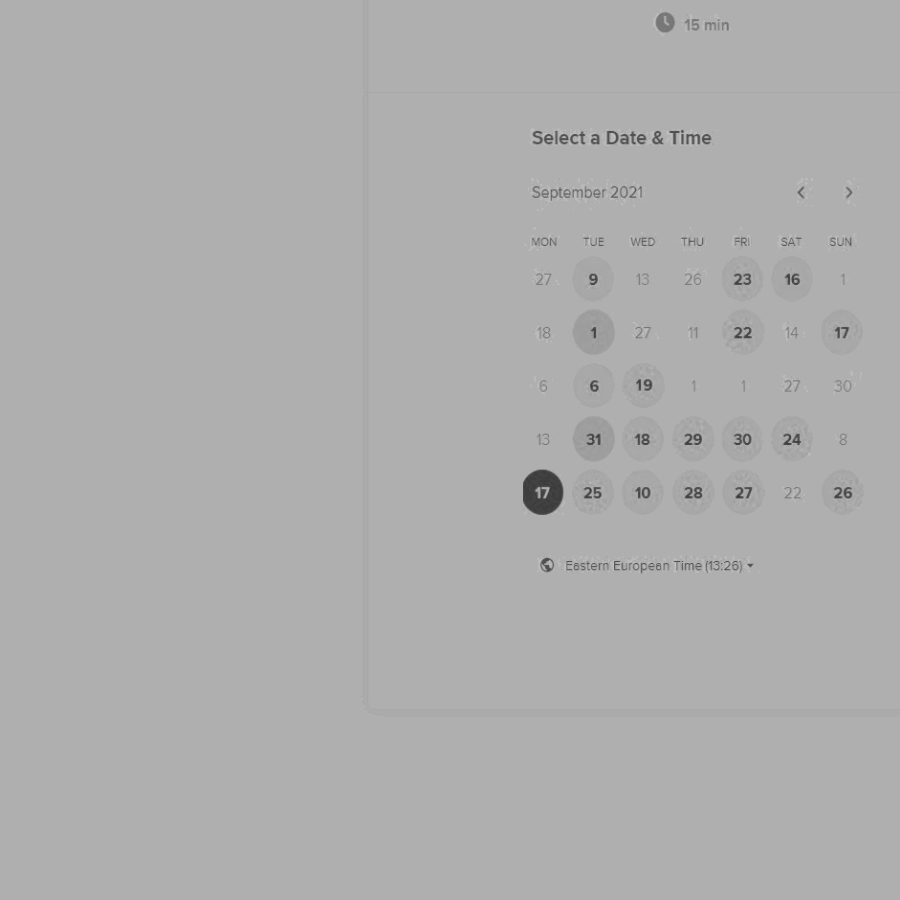 15 min
Select a Date & Time
September 2021
MON TUE WED THU FRI SAT SUN
27 9 13 26 23 16 1
18 1 27 11 22 14 17
6 6 19 1 1 27 30
13 31 18 29 30 24 8
17 25 10 28 27 22 26
Eastern European Time (13:26)